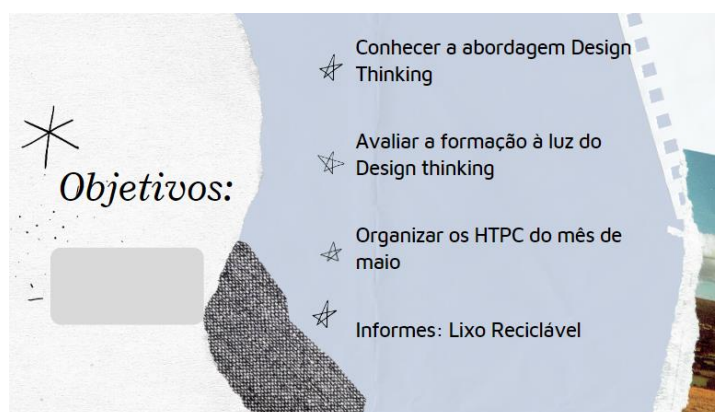 Objetivos:
Conhecer a abordagem Design
Thinking
Avaliar a formação à luz do
Design thinking
Organizar os HTPC do mês de
maio
Informes: Lixo Reciclável